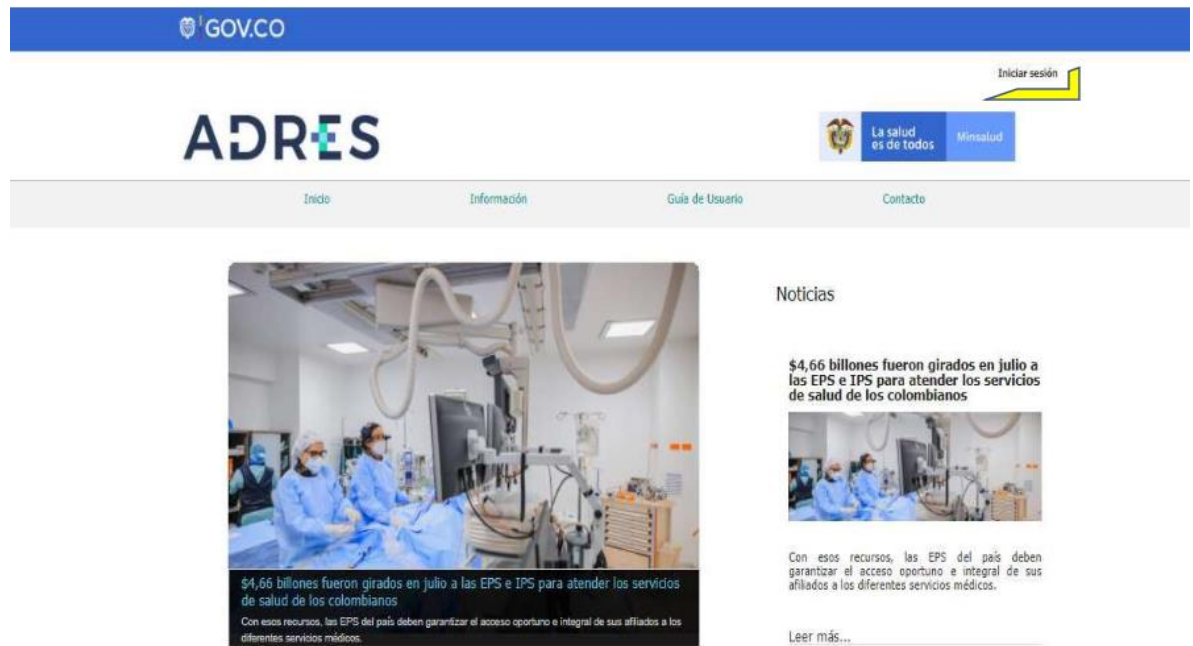 GOV.CO
Iniciar sesión
ADRES
La salud
es de todos
Minsalud
Inicio
Información
Guía de Usuario
Contacto
$4,66 billones fueron girados en julio a las EPS e IPS para atender los servicios
de salud de los colombianos
Con esos recursos, las EPS del país deben garantizar el acceso oportuno e integral de sus afiliados a los
diferentes servicios médicos.
Noticias
$4,66 billones fueron girados en julio a
las EPS e IPS para atender los servicios
de salud de los colombianos
Con esos recursos, las EPS del país deben
garantizar el acceso oportuno e integral de sus
afiliados a los diferentes servicios médicos.
Leer más...